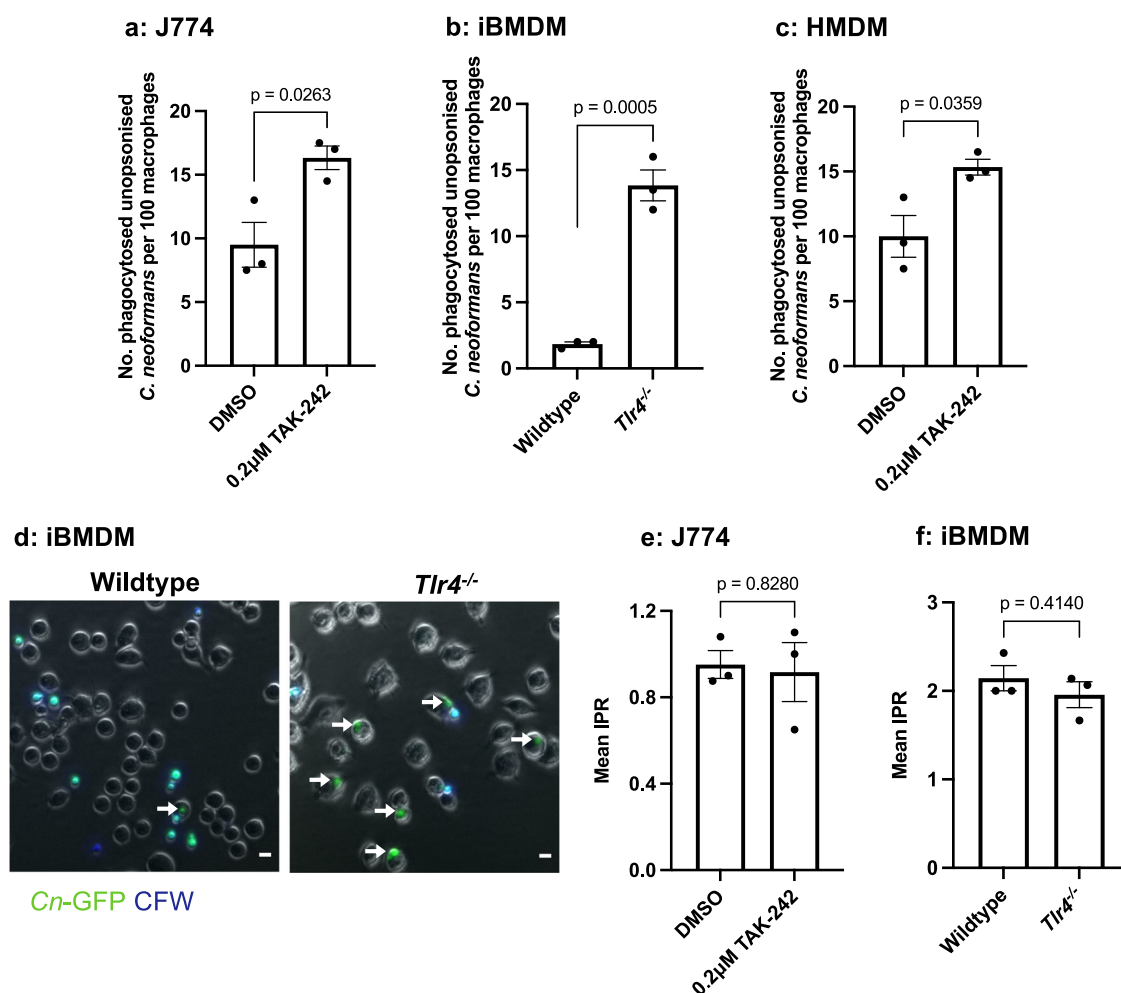 a: J774
No. phagocytosed unopsonised
C. neoformans per 100 macrophages
20
15
10
5
0
p = 0.0263
DMSO
0.2μM TAK-242
b: iBMDM
No. phagocytosed unopsonised
C. neoformans per 100 macrophages
20
15
10
5
0
p = 0.0005
Wildtype
Tlr4-/-
c: HMDM
No. phagocytosed unopsonised
C. neoformans per 100 macrophages
20
15
10
5
0
p = 0.0359
DMSO
0.2μM TAK-242
d: iBMDM
Wildtype
Tlr4-/-
Cn-GFP CFW
e: J774
Mean IPR
1.2
0.8
0.4
0.0
p = 0.8280
DMSO
0.2μM TAK-242
f: iBMDM
Mean IPR
3
2
1
0
p = 0.4140
Wildtype
Tlr4-/-